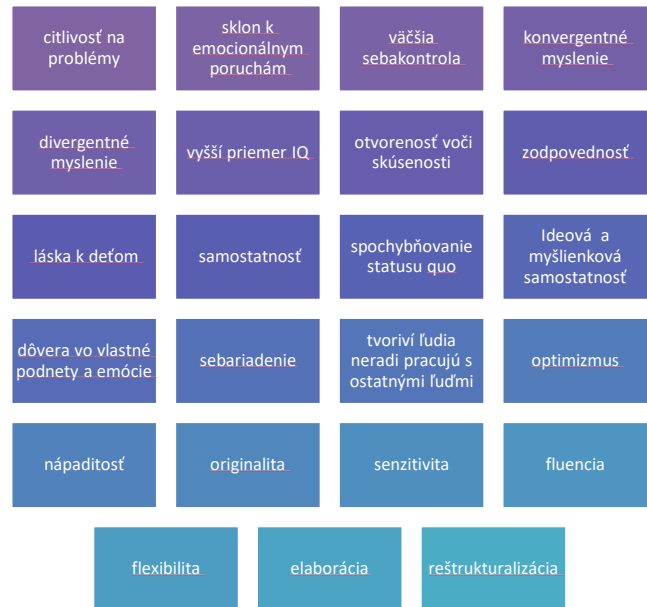 citlivosť na
problémy
sklon k
emocionálnym
poruchám
väčšia
sebakontrola
konvergentné
myslenie
divergentné
myslenie
vyšší priemer IQ
otvorenosť voči
skúsenosti
zodpovednosť
láska k deťom
samostatnosť
spochybňovanie
statusu quo
Ideová a
myšlienková
samostatnosť
dôvera vo vlastné
podnety a emócie
sebariadenie
tvoriví ľudia
neradi pracujú s
ostatnými ľuďmi
optimizmus
nápaditosť
originalita
senzitivita
fluencia
flexibilita
elaborácia
reštrukturalizácia